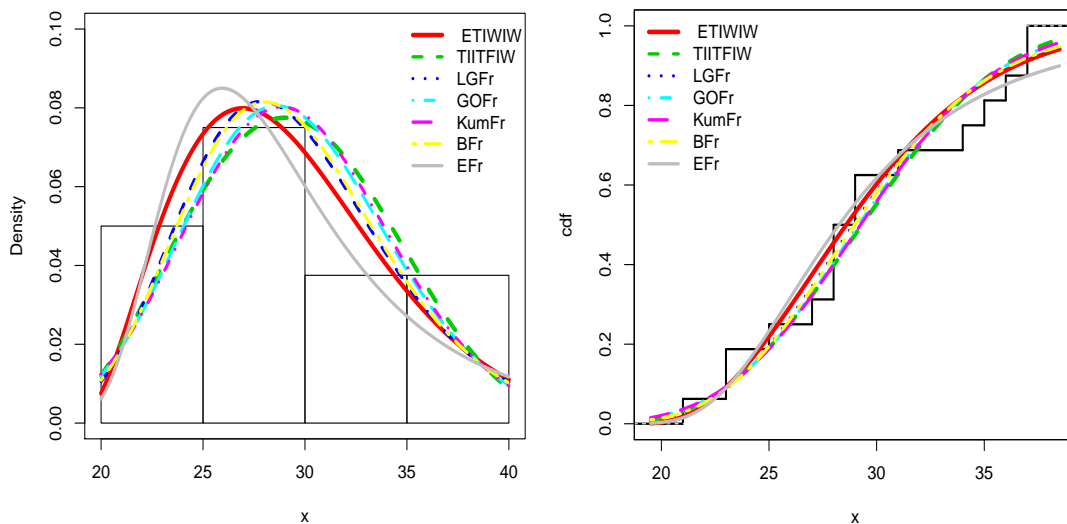 0.10
0.08
0.06
0.04
0.02
0.00
Density
ETIWIW
TIITFIW
LGFr
GOFr
KumFr
BFr
EFr
20 25 30 35 40
x
1.0
0.8
0.6
0.4
0.2
0.0
cdf
ETIWIW
TIITFIW
LGFr
GOFr
KumFr
BFr
EFr
20 25 30 35
x